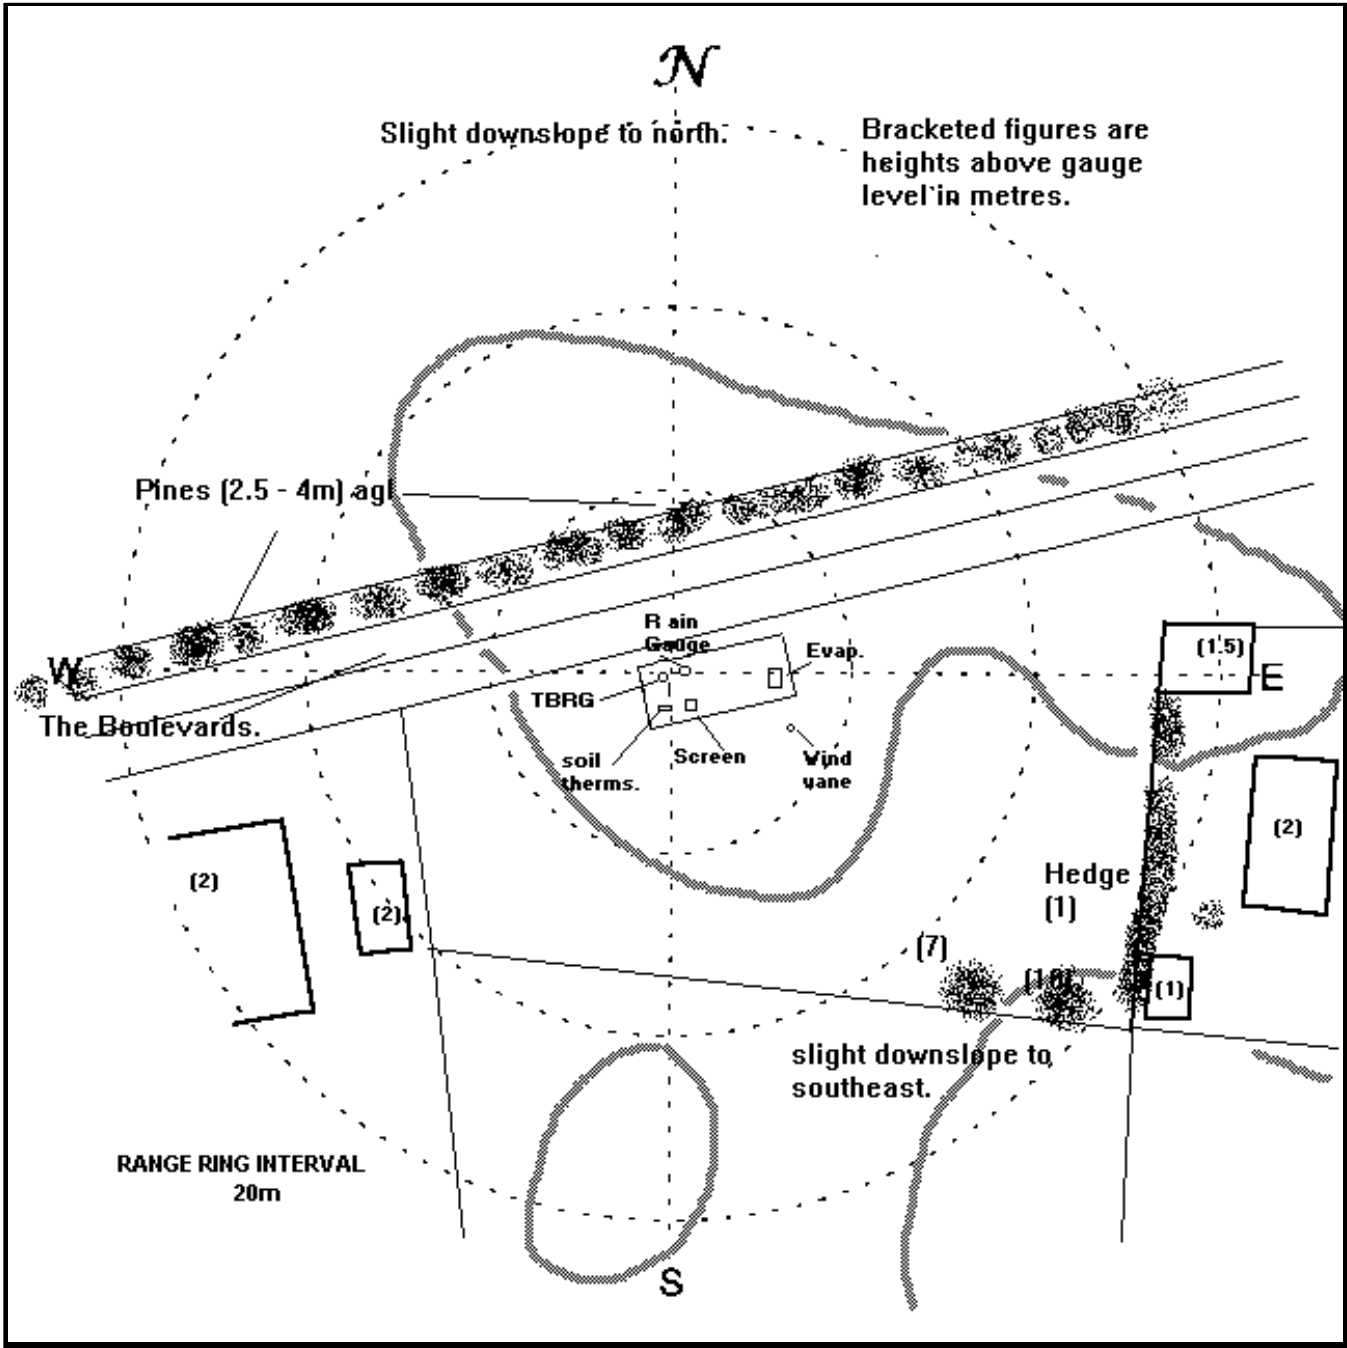 N
Slight downslope to north.
Bracketed figures are
heights above gauge
level in metres.
Pines (2.5 - 4m) agl
W
The Boulevards.
Rain
Gauge
Evap.
TBRG
soil
therms.
Screen
Wind
vane
(1.5)
E
(2)
(2)
(2)
Hedge
(1)
(7)
(1)
slight downslope to
southeast.
RANGE RING INTERVAL
20m
S